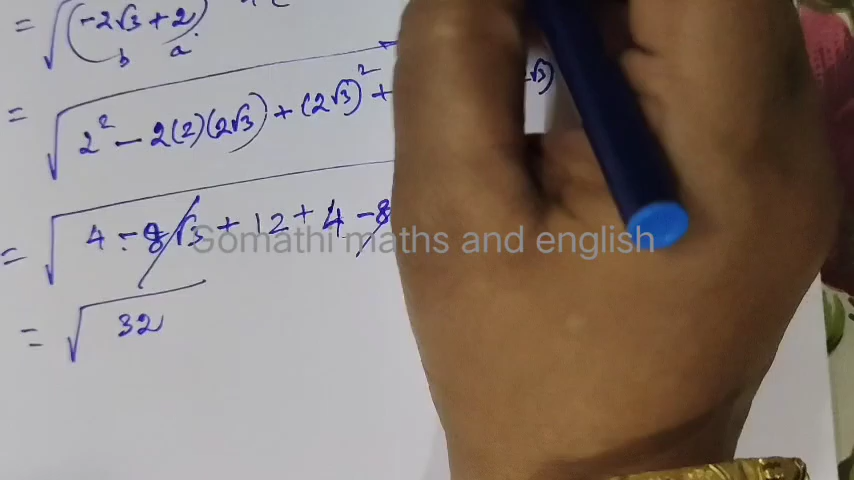 = √(-2√3 + 2)
b a
= √2² - 2(2)(2√3) + (2√3)² + √3)
= √4 - 8√3 + 12 + 4 - 8
Somathi maths and english
= √32